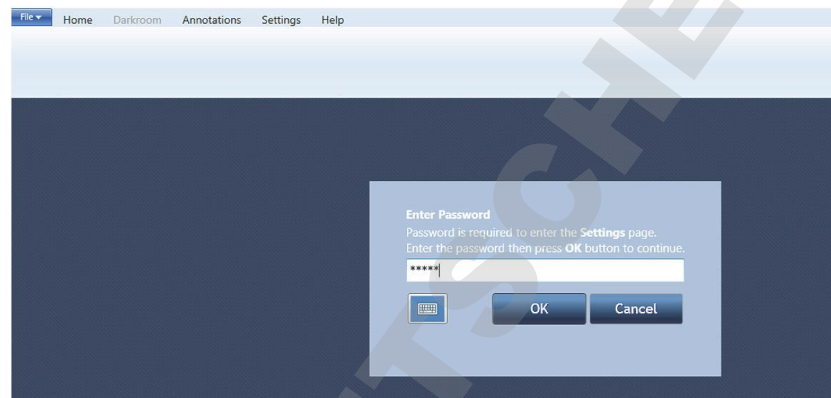 File Home Darkroom Annotations Settings Help
Enter Password
Password is required to enter the Settings page.
Enter the password then press OK button to continue.
*****
OK Cancel